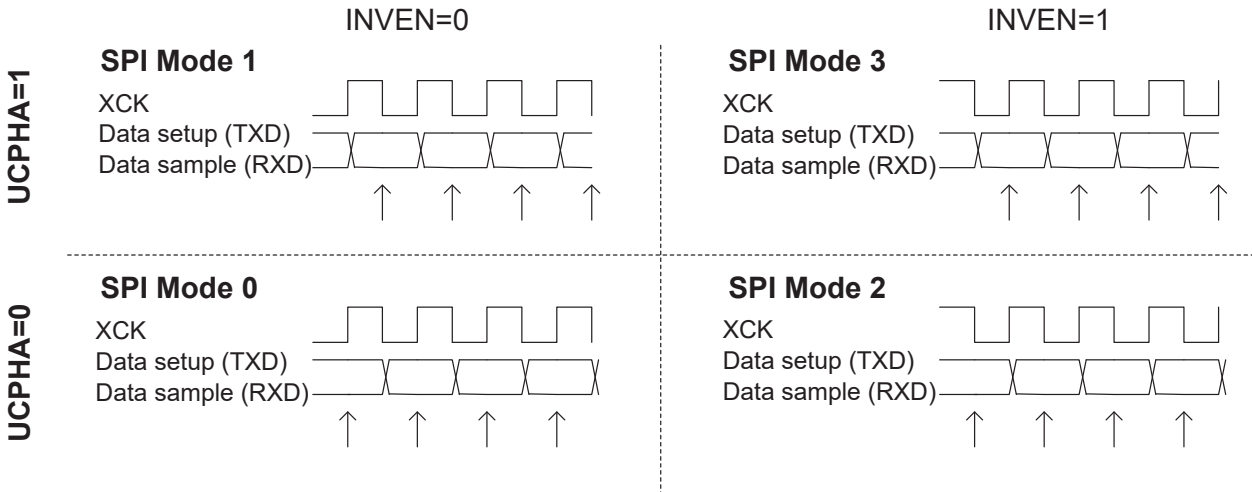 INVEN=0
INVEN=1
UCPHA=1
SPI Mode 1
XCK
Data setup (TXD)
Data sample (RXD)
SPI Mode 3
XCK
Data setup (TXD)
Data sample (RXD)
UCPHA=0
SPI Mode 0
XCK
Data setup (TXD)
Data sample (RXD)
SPI Mode 2
XCK
Data setup (TXD)
Data sample (RXD)